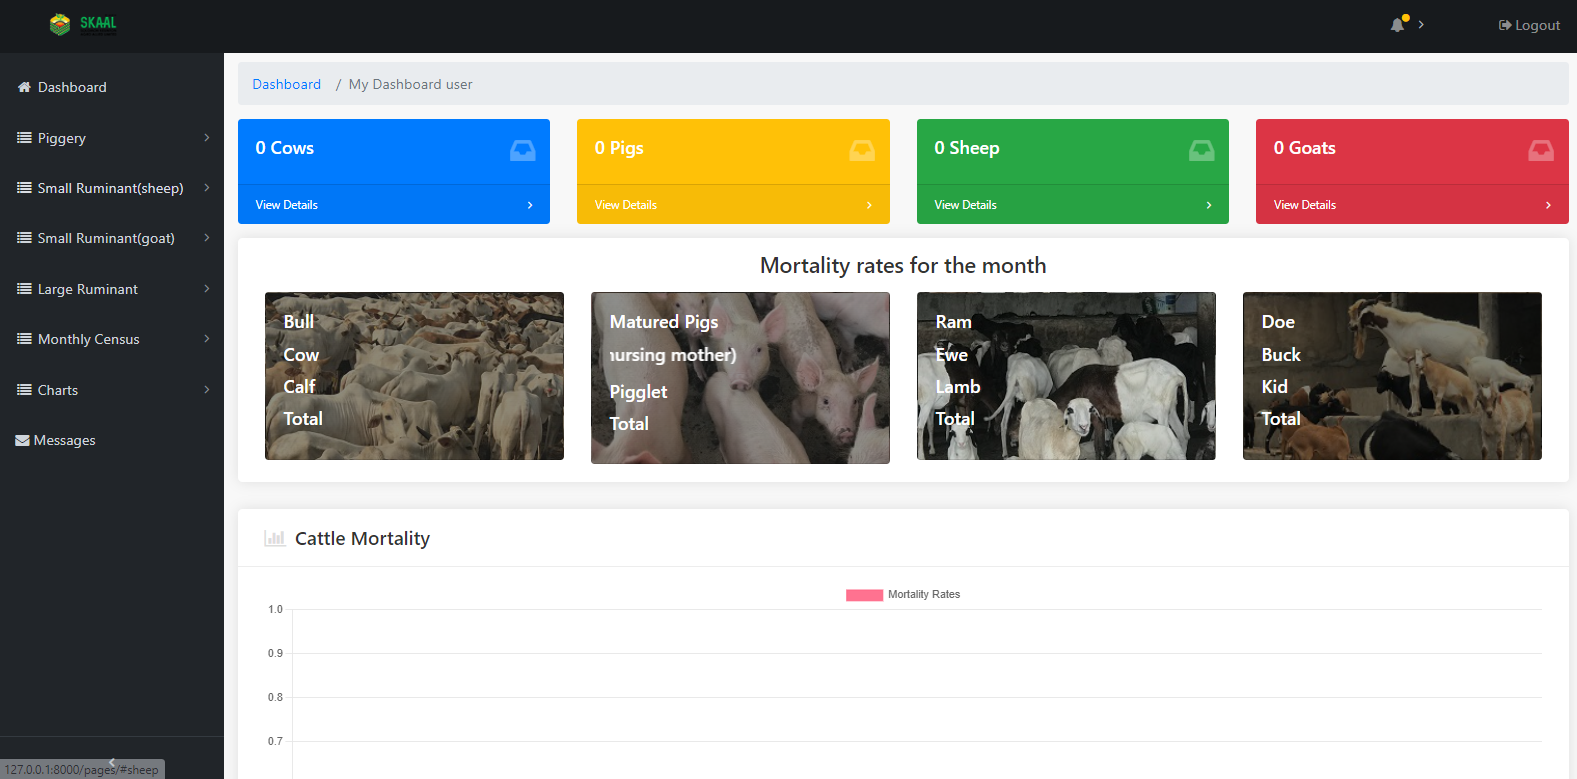 SKAAL
Logout
Dashboard
Piggery
Small Ruminant(sheep)
Small Ruminant(goat)
Large Ruminant
Monthly Census
Charts
Messages
127.0.0.1:8000/pages/#sheep
Dashboard / My Dashboard user
0 Cows
View Details
0 Pigs
View Details
0 Sheep
View Details
0 Goats
View Details
Mortality rates for the month
Bull
Cow
Calf
Total
Matured Pigs
nursing mother)
Pigglet
Total
Ram
Ewe
Lamb
Total
Doe
Buck
Kid
Total
Cattle Mortality
Mortality Rates
1.0
0.9
0.8
0.7